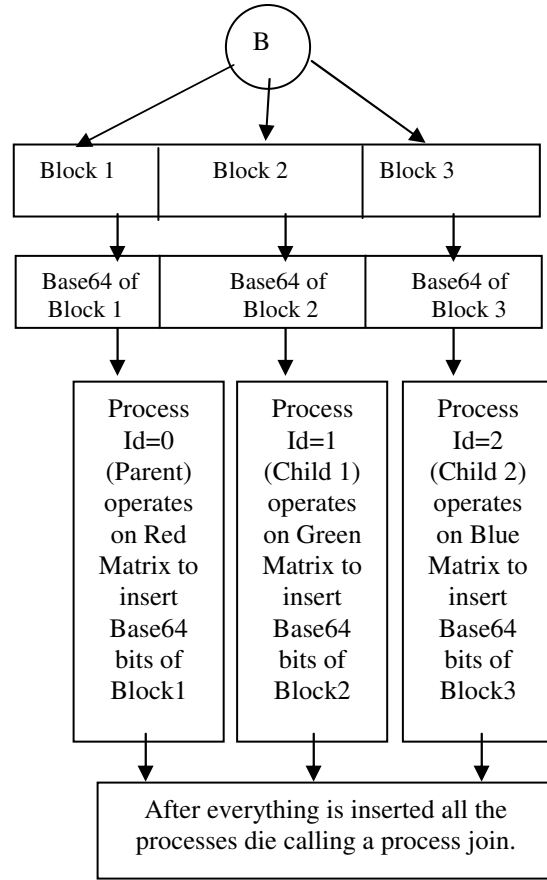 B
Block 1
Block 2
Block 3
Base64 of
Block 1
Base64 of
Block 2
Base64 of
Block 3
Process
Id=0
(Parent)
operates
on Red
Matrix to
insert
Base64
bits of
Block1
Process
Id=1
(Child 1)
operates
on Green
Matrix to
insert
Base64
bits of
Block2
Process
Id=2
(Child 2)
operates
on Blue
Matrix to
insert
Base64
bits of
Block3
After everything is inserted all the
processes die calling a process join.